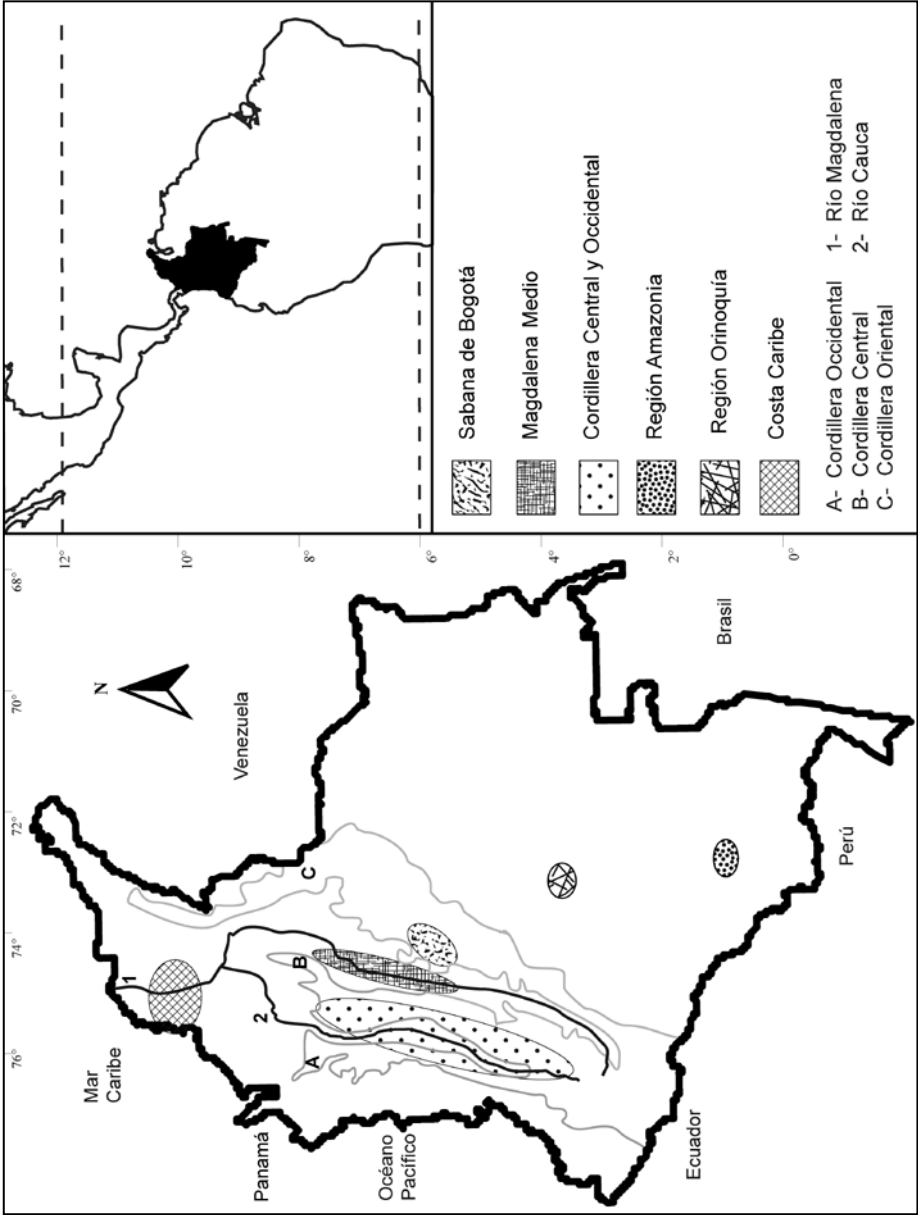 68°
70°
72°
74°
76°
12°
10°
8°
6°
4°
2°
0°
N
Mar
Caribe
Panamá
Océano
Pacífico
Venezuela
Ecuador
Perú
Brasil
1
2
A
B
C
Sabana de Bogotá
Magdalena Medio
Cordillera Central y Occidental
Región Amazonia
Región Orinoquía
Costa Caribe
A- Cordillera Occidental
B- Cordillera Central
C- Cordillera Oriental
1- Río Magdalena
2- Río Cauca